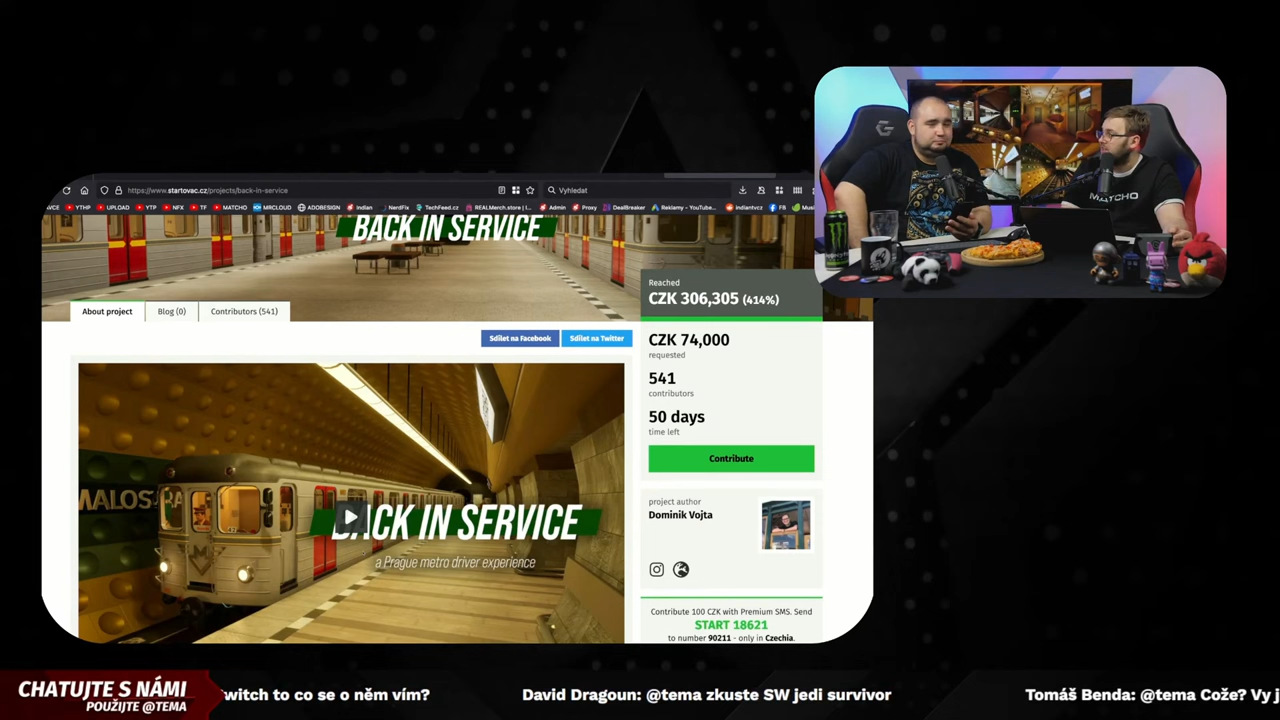 https://www.startovac.cz/projects/back-in-service
Vyhledat
YTHP
UPLOAD
YTP
NFX
TF
MATCHO
MRCLOUD
ADOBESIGN
Indian
NerdFix
TechFeed.cz
REALMerch.store | I...
Admin
Proxy
DealBreaker
Reklamy - YouTube...
Indiantvcz
FB
BACK IN SERVICE
Reached
CZK 306,305 (414%)
About project
Blog (0)
Contributors (541)
Sdílet na Facebook
Sdílet na Twitter
CZK 74,000
requested
541
contributors
50 days
time left
Contribute
project author
Dominik Vojta
MALOS
BACK IN SERVICE
a Prague metro driver experience
Contribute 100 CZK with Premium SMS. Send
START 18621
to number 90211 - only in Czechia.
MATCHO
CHATUJTE S NÁMI
POUŽIJTE @TEMA
witch to co se o něm vím?
David Dragoun: @tema zkuste SW jedi survivor
Tomáš Benda: @tema Cože? Vy j